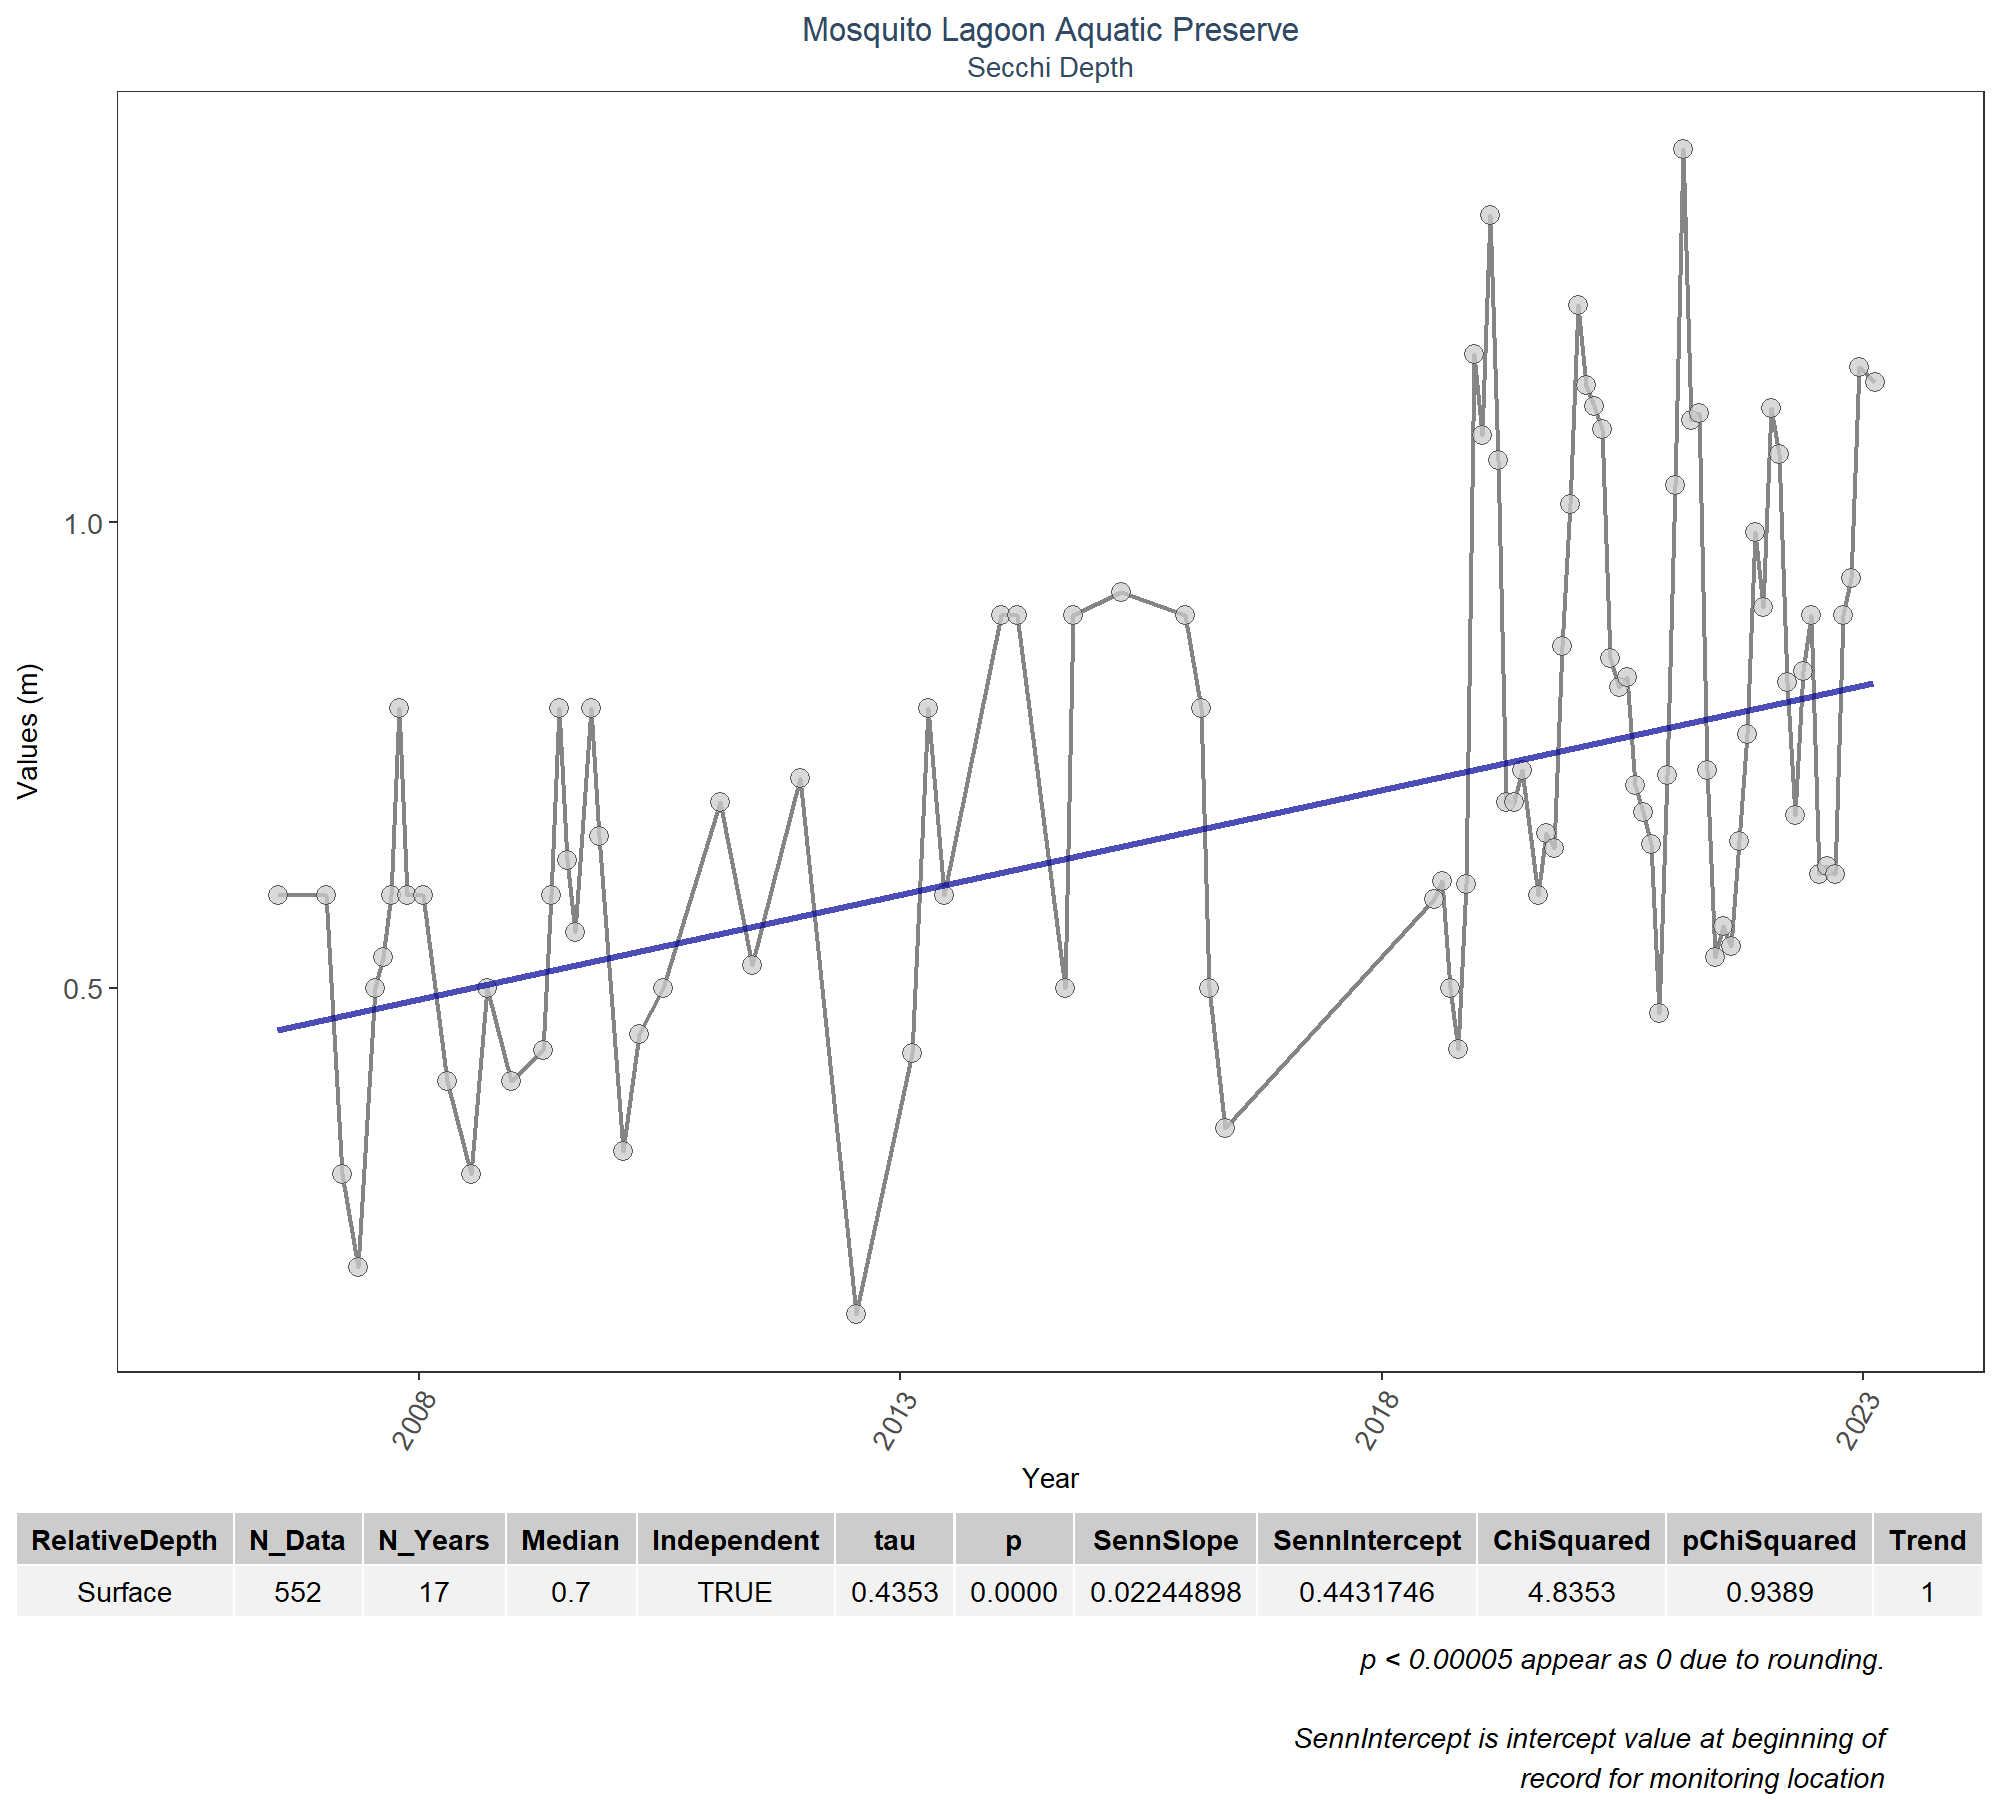 Mosquito Lagoon Aquatic Preserve
Secchi Depth
Values (m)
1.0
0.5
2008 2013 2018 2023
Year
RelativeDepth N_Data N_Years Median Independent tau p SennSlope SennIntercept ChiSquared pChiSquared Trend
Surface 552 17 0.7 TRUE 0.4353 0.0000 0.02244898 0.4431746 4.8353 0.9389 1
p < 0.00005 appear as 0 due to rounding.
SennIntercept is intercept value at beginning of
record for monitoring location